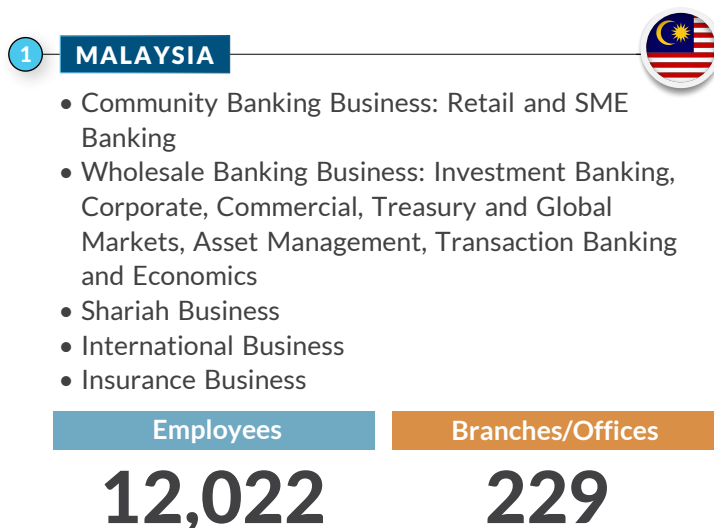 1 MALAYSIA
• Community Banking Business: Retail and SME
Banking
• Wholesale Banking Business: Investment Banking,
Corporate, Commercial, Treasury and Global
Markets, Asset Management, Transaction Banking
and Economics
• Shariah Business
• International Business
• Insurance Business
Employees
12,022
Branches/Offices
229